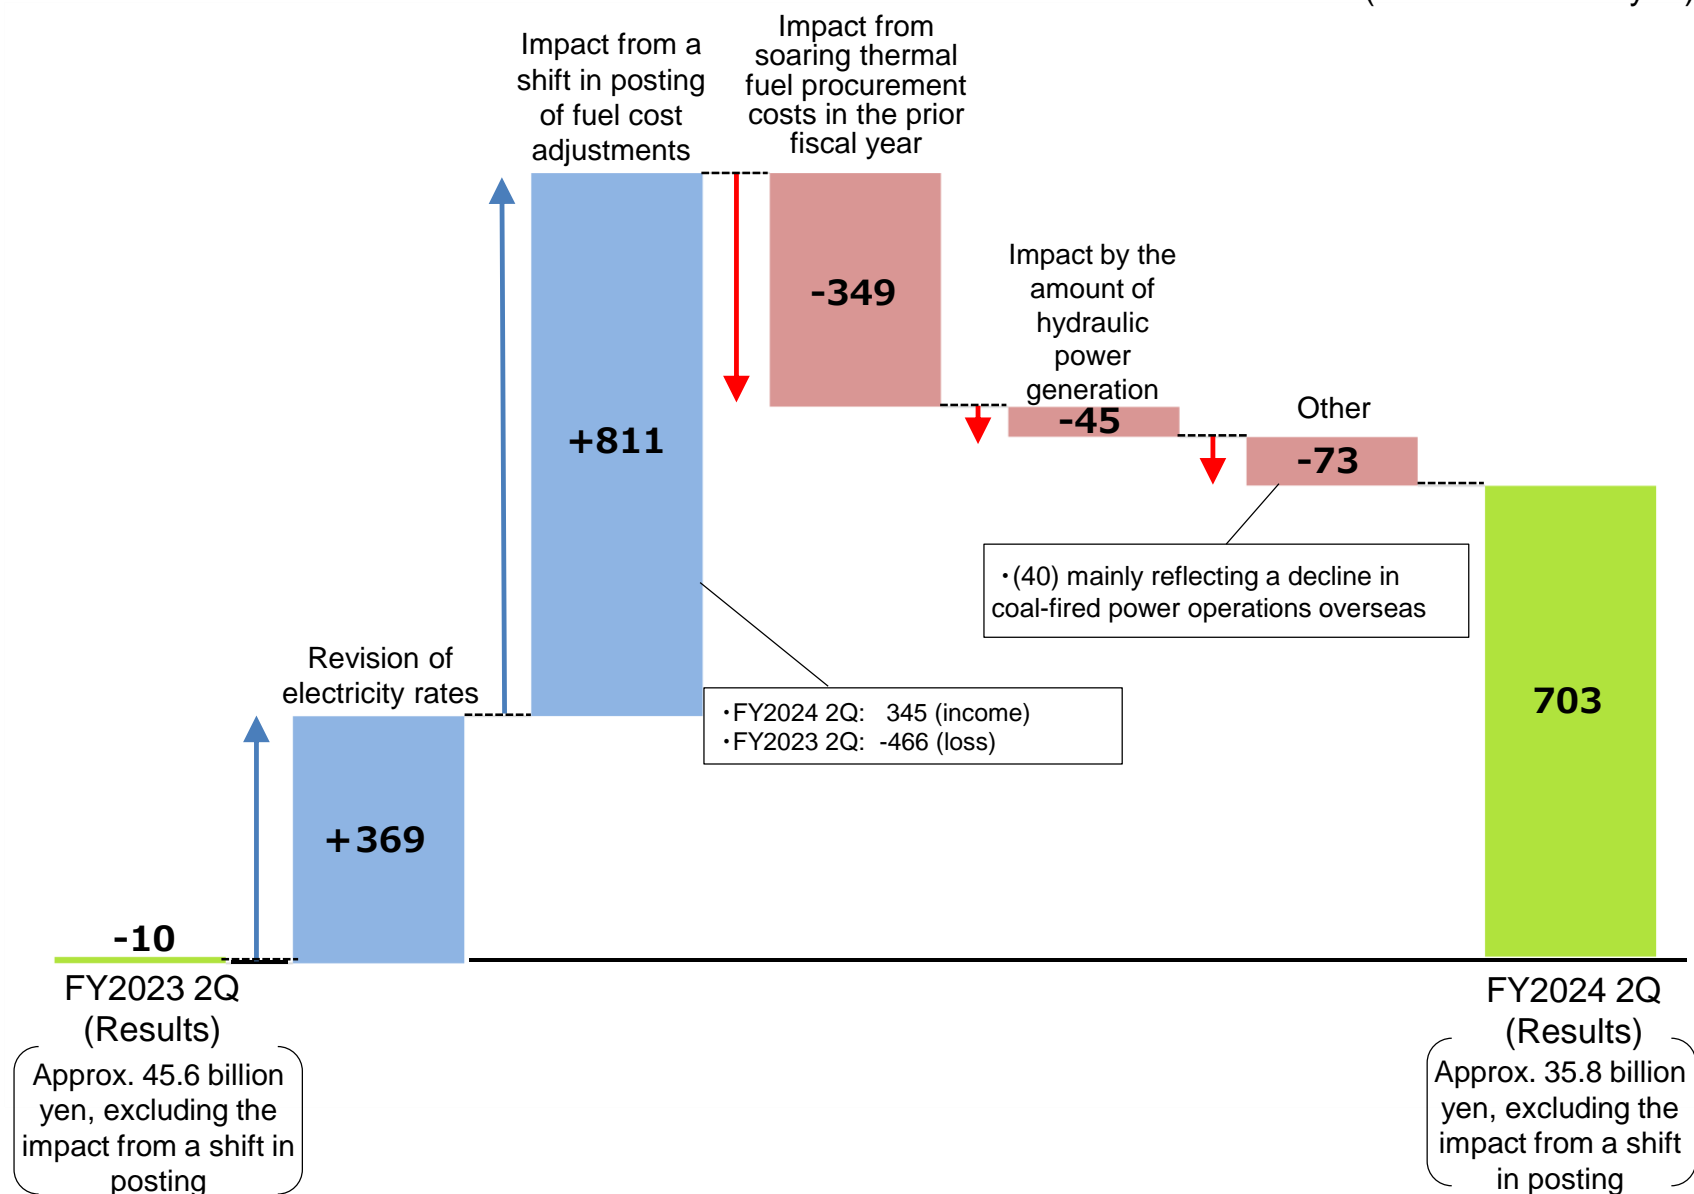 Impact from a
shift in posting
of fuel cost
adjustments
Impact from
soaring thermal
fuel procurement
costs in the prior
fiscal year
-349
Impact by the
amount of
hydraulic
power
generation
-45
Other
-73
+811
・(40) mainly reflecting a decline in
coal-fired power operations overseas
Revision of
electricity rates
・FY2024 2Q: 345 (income)
・FY2023 2Q: -466 (loss)
703
+369
-10
FY2023 2Q
(Results)
Approx. 45.6 billion
yen, excluding the
impact from a shift in
posting
FY2024 2Q
(Results)
Approx. 35.8 billion
yen, excluding the
impact from a shift
in posting